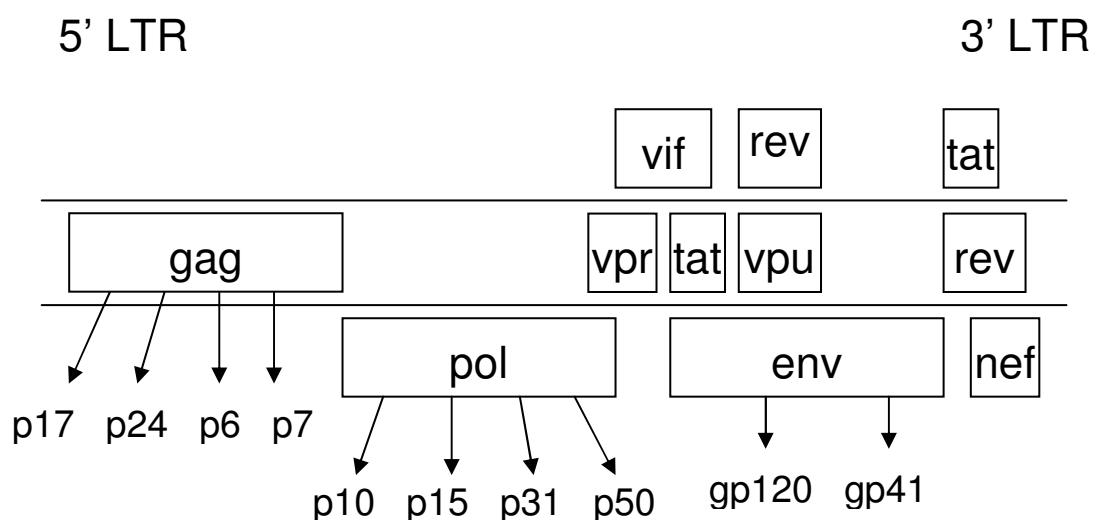 5’ LTR 3’ LTR
vif rev tat
gag vpr tat vpu rev
pol env nef
p17 p24 p6 p7
p10 p15 p31 p50 gp120 gp41